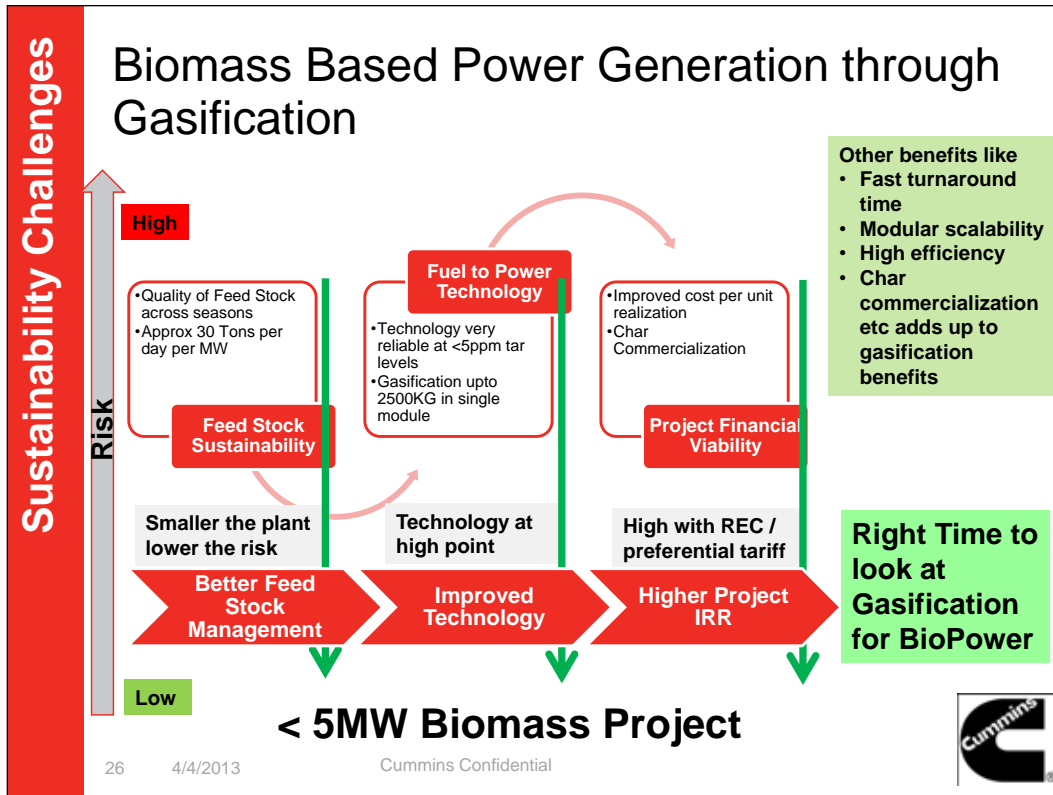 Sustainability Challenges
Biomass Based Power Generation through
Gasification
Other benefits like
• Fast turnaround
time
• Modular scalability
• High efficiency
• Char
commercialization
etc adds up to
gasification
benefits
High
Risk
Low
•Quality of Feed Stock
across seasons
•Approx 30 Tons per
day per MW
Feed Stock
Sustainability
Fuel to Power
Technology
•Technology very
reliable at <5ppm tar
levels
•Gasification upto
2500KG in single
module
•Improved cost per unit
realization
•Char
Commercialization
Project Financial
Viability
Smaller the plant
lower the risk
Technology at
high point
High with REC /
preferential tariff
Better Feed
Stock
Management
Improved
Technology
Higher Project
IRR
Right Time to
look at
Gasification
for BioPower
< 5MW Biomass Project
26
4/4/2013
Cummins Confidential
Cummins
®